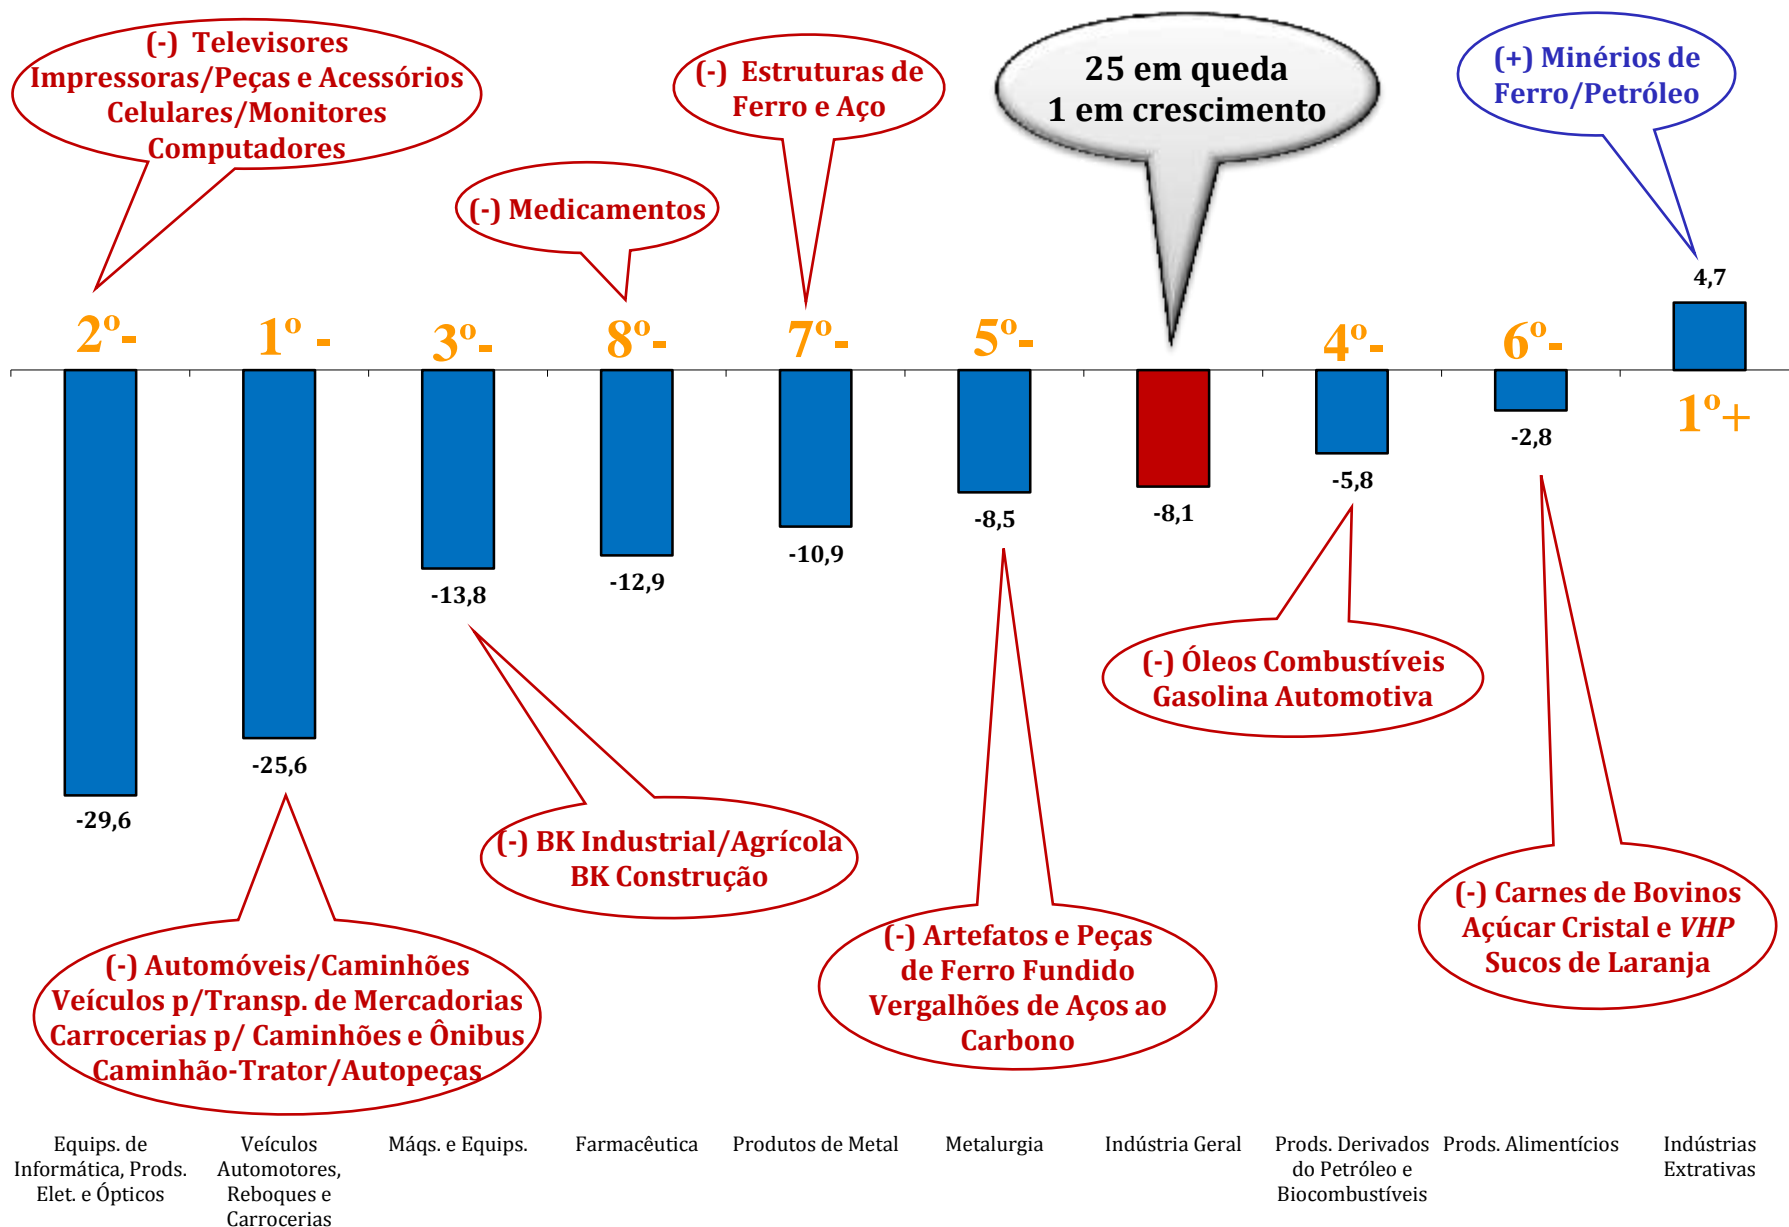 (-) Televisores
Impressoras/Peças e Acessórios
Celulares/Monitores
Computadores
(-) Medicamentos
(-) Estruturas de
Ferro e Aço
25 em queda
1 em crescimento
(+) Minérios de
Ferro/Petróleo
2º-
1º -
3º-
8º-
7º-
5º-
4º-
6º-
1º+
4,7
-29,6
-25,6
-13,8
-12,9
-10,9
-8,5
-8,1
-5,8
-2,8
(-) Automóveis/Caminhões
Veículos p/Transp. de Mercadorias
Carrocerias p/ Caminhões e Ônibus
Caminhão-Trator/Autopeças
(-) BK Industrial/Agrícola
BK Construção
(-) Artefatos e Peças
de Ferro Fundido
Vergalhões de Aços ao
Carbono
(-) Óleos Combustíveis
Gasolina Automotiva
(-) Carnes de Bovinos
Açúcar Cristal e VHP
Sucos de Laranja
Equips. de
Informática, Prods.
Elet. e Ópticos
Veículos
Automotores,
Reboques e
Carrocerias
Máqs. e Equips.
Farmacêutica
Produtos de Metal
Metalurgia
Indústria Geral
Prods. Derivados
do Petróleo e
Biocombustíveis
Prods. Alimentícios
Indústrias
Extrativas